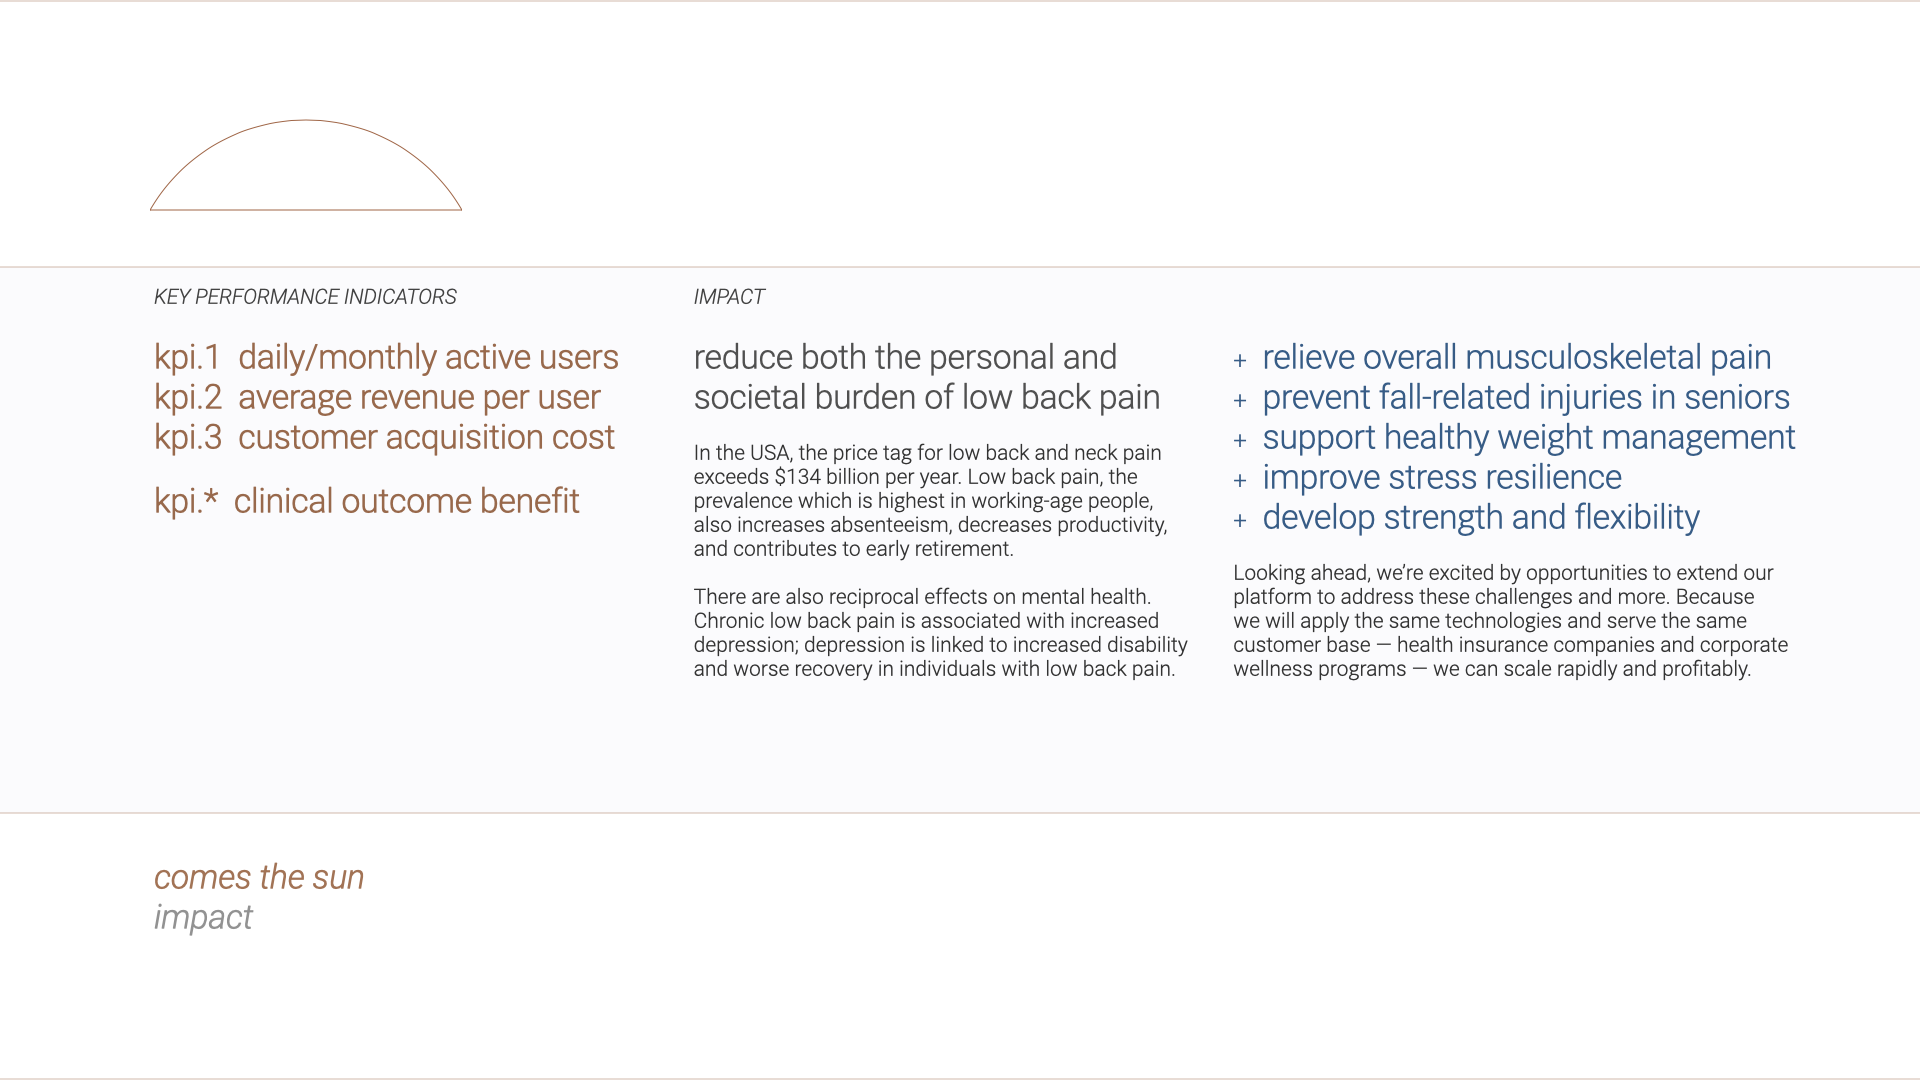 KEY PERFORMANCE INDICATORS
kpi.1 daily/monthly active users
kpi.2 average revenue per user
kpi.3 customer acquisition cost
kpi.* clinical outcome benefit
IMPACT
reduce both the personal and
societal burden of low back pain
In the USA, the price tag for low back and neck pain
exceeds $134 billion per year. Low back pain, the
prevalence which is highest in working-age people,
also increases absenteeism, decreases productivity,
and contributes to early retirement.
There are also reciprocal effects on mental health.
Chronic low back pain is associated with increased
depression; depression is linked to increased disability
and worse recovery in individuals with low back pain.
+ relieve overall musculoskeletal pain
+ prevent fall-related injuries in seniors
+ support healthy weight management
+ improve stress resilience
+ develop strength and flexibility
Looking ahead, we’re excited by opportunities to extend our
platform to address these challenges and more. Because
we will apply the same technologies and serve the same
customer base — health insurance companies and corporate
wellness programs — we can scale rapidly and profitably.
comes the sun
impact